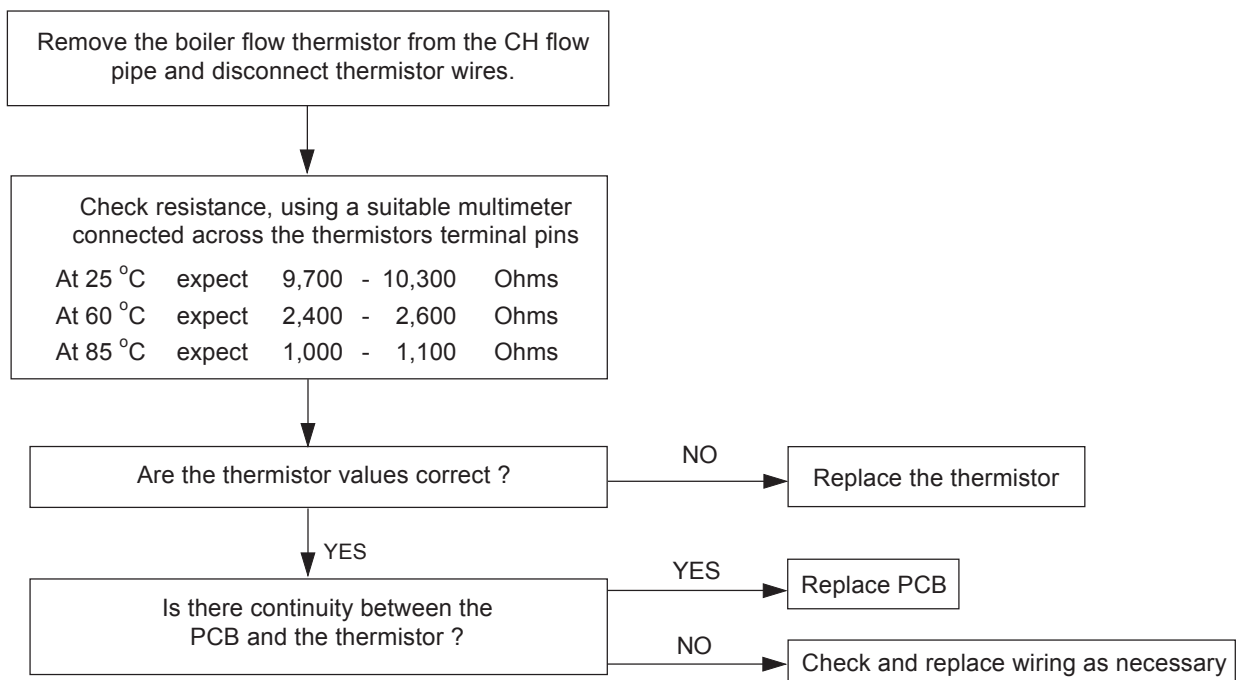 Remove the boiler flow thermistor from the CH flow
pipe and disconnect thermistor wires.
Check resistance, using a suitable multimeter
connected across the thermistors terminal pins
At 25 °C expect 9,700 - 10,300 Ohms
At 60 °C expect 2,400 - 2,600 Ohms
At 85 °C expect 1,000 - 1,100 Ohms
Are the thermistor values correct ?
NO
Replace the thermistor
YES
Is there continuity between the
PCB and the thermistor ?
YES
Replace PCB
NO
Check and replace wiring as necessary